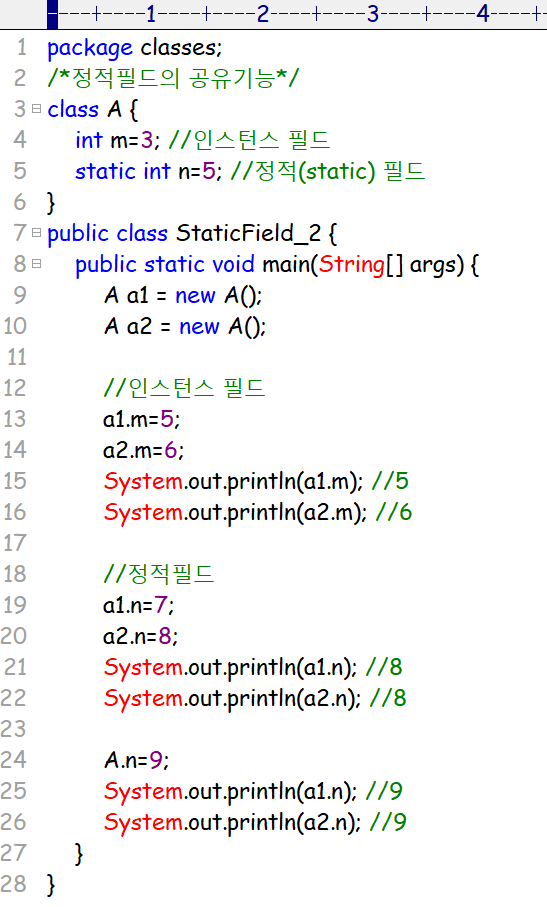 1 2 3 4
1 package classes;
2 /*정적필드의 공유기능*/
3 class A {
4 int m=3; //인스턴스 필드
5 static int n=5; //정적(static) 필드
6 }
7 public class StaticField_2 {
8 public static void main(String[] args) {
9 A a1 = new A();
10 A a2 = new A();
11
12 //인스턴스 필드
13 a1.m=5;
14 a2.m=6;
15 System.out.println(a1.m); //5
16 System.out.println(a2.m); //6
17
18 //정적필드
19 a1.n=7;
20 a2.n=8;
21 System.out.println(a1.n); //8
22 System.out.println(a2.n); //8
23
24 A.n=9;
25 System.out.println(a1.n); //9
26 System.out.println(a2.n); //9
27 }
28 }